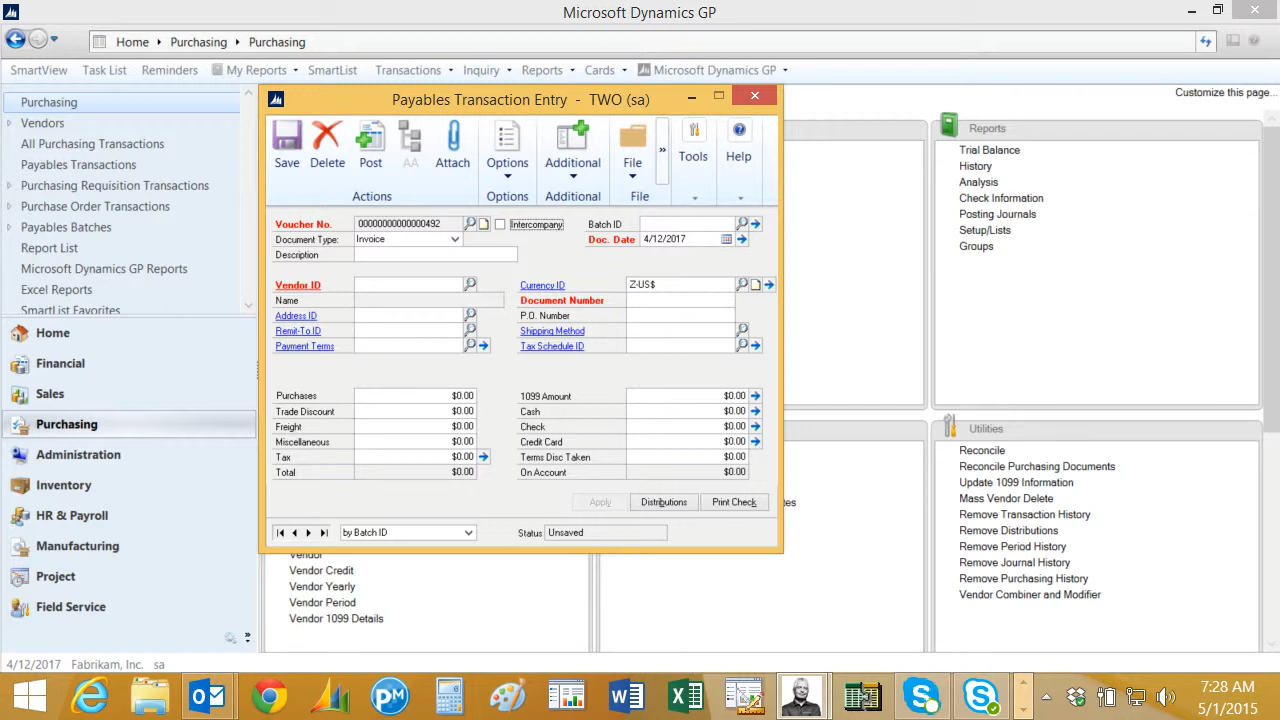 Microsoft Dynamics GP
Home Purchasing Purchasing
SmartView Task List Reminders My Reports SmartList Transactions Inquiry Reports Cards Microsoft Dynamics GP
Customize this page...
Purchasing
Vendors
All Purchasing Transactions
Payables Transactions
Purchasing Requisition Transactions
Purchase Order Transactions
Payables Batches
Report List
Microsoft Dynamics GP Reports
Excel Reports
SmartList Favorites
Home
Financial
Sales
Purchasing
Administration
Inventory
HR & Payroll
Manufacturing
Project
Field Service
Payables Transaction Entry - TWO (sa)
Save Delete Post AA Attach Options Additional File Tools Help
Actions Options Additional File
Voucher No. 00000000000000492 Intercompany Batch ID
Document Type: Invoice Doc. Date 4/12/2017
Description
Vendor ID Currency ID Z-US$
Name Document Number
Address ID P.O. Number
Remit-To ID Shipping Method
Payment Terms Tax Schedule ID
Purchases $0.00 1099 Amount $0.00
Trade Discount $0.00 Cash $0.00
Freight $0.00 Check $0.00
Miscellaneous $0.00 Credit Card $0.00
Tax $0.00 Terms Disc Taken $0.00
Total $0.00 On Account $0.00
Apply Distributions Print Check
by Batch ID Status Unsaved
Vendor
Vendor Credit
Vendor Yearly
Vendor Period
Vendor 1099 Details
Reports
Trial Balance
History
Analysis
Check Information
Posting Journals
Setup/Lists
Groups
Utilities
Reconcile
Reconcile Purchasing Documents
Update 1099 Information
Mass Vendor Delete
Remove Transaction History
Remove Distributions
Remove Period History
Remove Journal History
Remove Purchasing History
Vendor Combiner and Modifier
4/12/2017 Fabrikam, Inc. sa
7:28 AM
5/1/2015